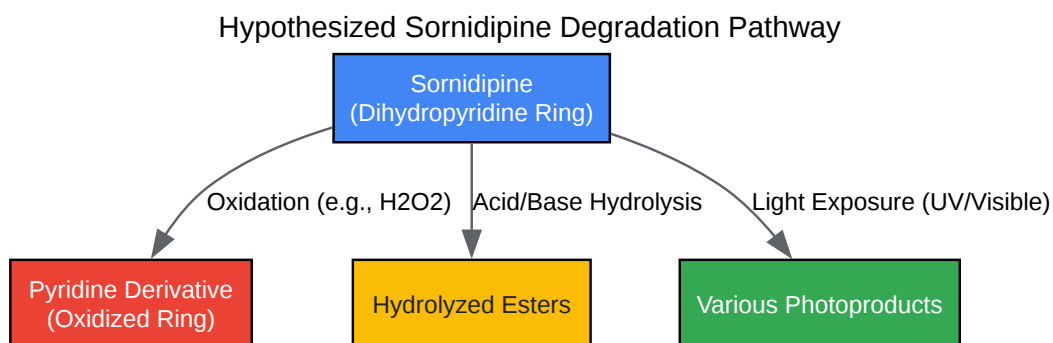 Hypothesized Sornidipine Degradation Pathway
Sornidipine
(Dihydropyridine Ring)
Oxidation (e.g., H2O2)
Acid/Base Hydrolysis
Light Exposure (UV/Visible)
Pyridine Derivative
(Oxidized Ring)
Hydrolyzed Esters
Various Photoproducts